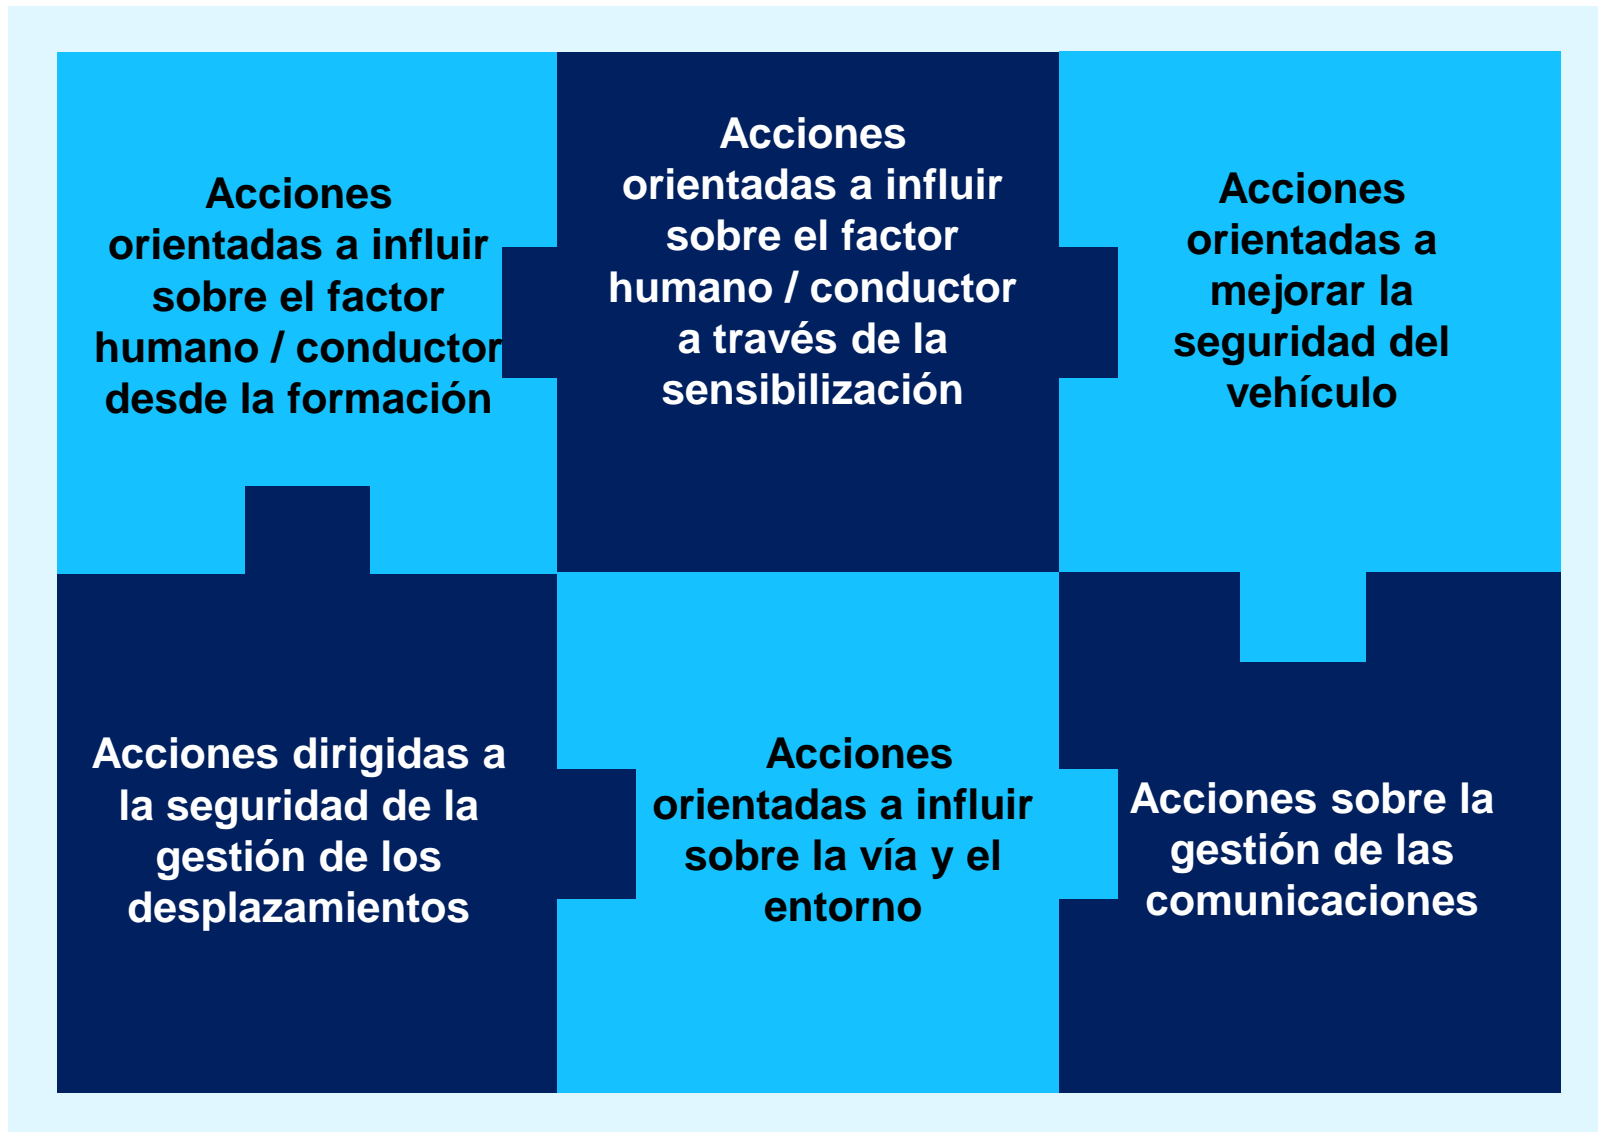 Acciones
orientadas a influir
sobre el factor
humano / conductor
desde la formación
Acciones
orientadas a influir
sobre el factor
humano / conductor
a través de la
sensibilización
Acciones
orientadas a
mejorar la
seguridad del
vehículo
Acciones dirigidas a
la seguridad de la
gestión de los
desplazamientos
Acciones
orientadas a influir
sobre la vía y el
entorno
Acciones sobre la
gestión de las
comunicaciones